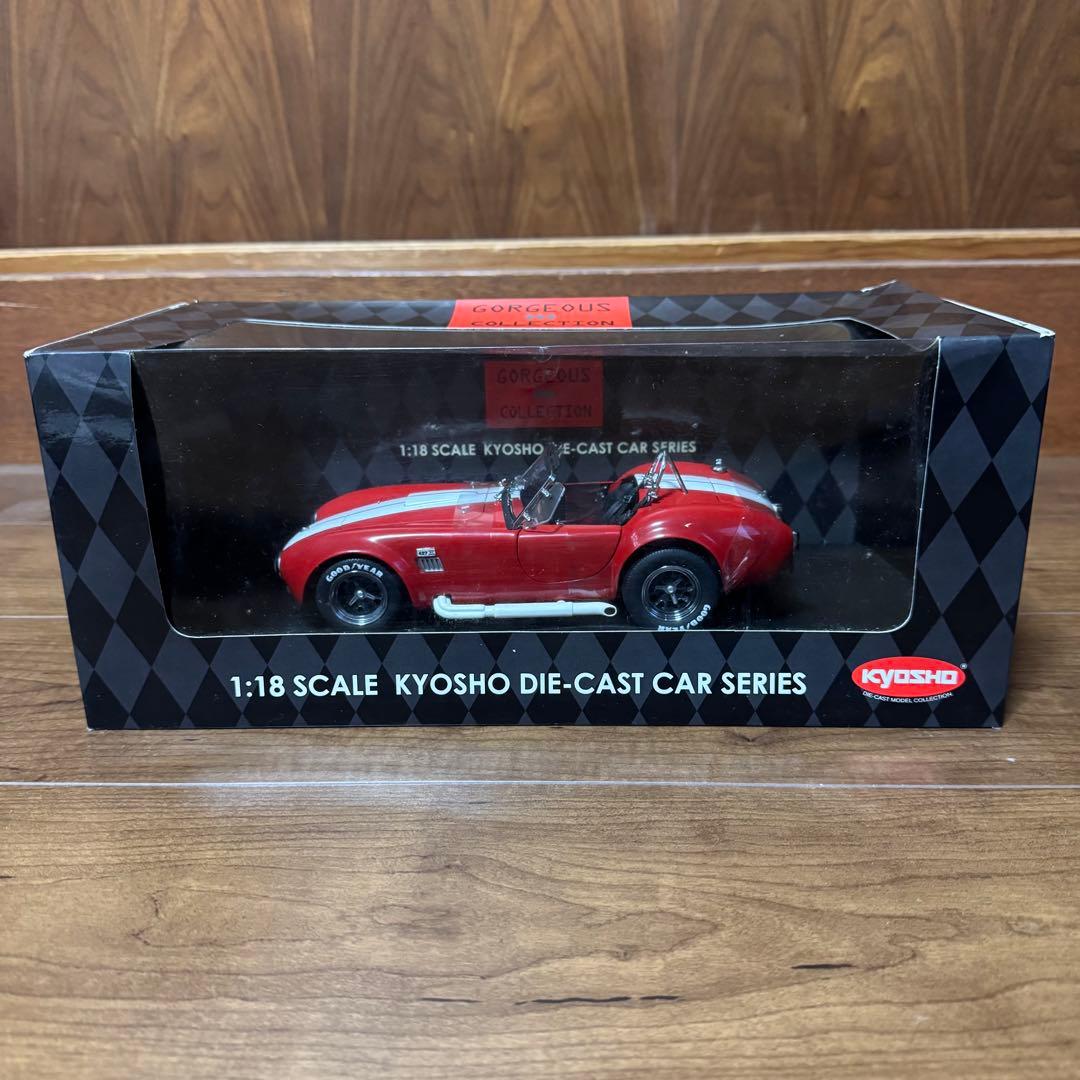 GORGEOUS
COLLECTION
GORGEOUS
COLLECTION
1:18 SCALE KYOSHO DIE-CAST CAR SERIES
GOOD/YEAR
427
GOOD/YEAR
1:18 SCALE KYOSHO DIE-CAST CAR SERIES
KYOSHO
DIE-CAST MODEL COLLECTION